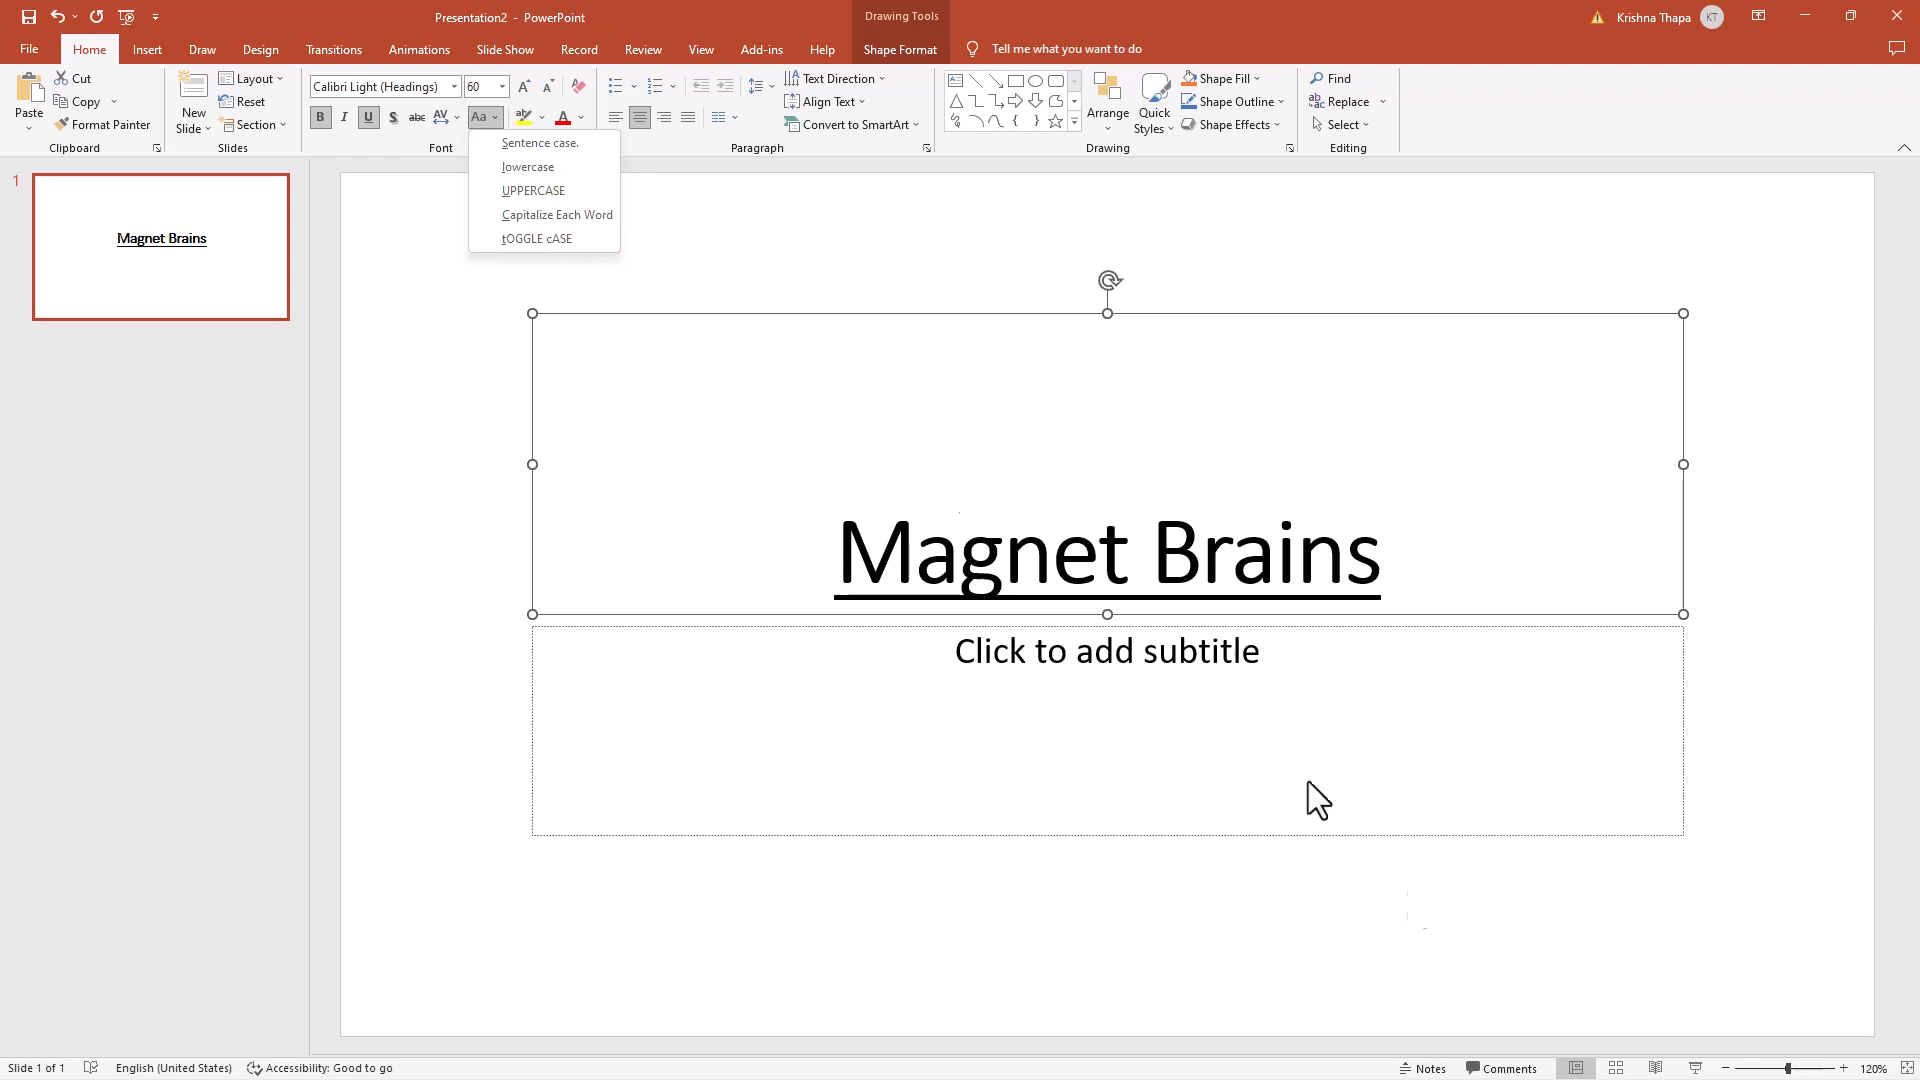 Presentation2 - PowerPoint
Drawing Tools
Krishna Thapa
KT
File Home Insert Draw Design Transitions Animations Slide Show Record Review View Add-ins Help Shape Format Tell me what you want to do
Paste
Cut
Copy
Format Painter
Clipboard
New
Slide
Layout
Reset
Section
Slides
Calibri Light (Headings) 60
B I U S abc AV Aa A
Font
Sentence case.
lowercase
UPPERCASE
Capitalize Each Word
tOGGLE cASE
Text Direction
Align Text
Convert to SmartArt
Paragraph
Arrange
Quick
Styles
Shape Fill
Shape Outline
Shape Effects
Drawing
Find
Replace
Select
Editing
1
Magnet Brains
Magnet Brains
Click to add subtitle
Slide 1 of 1 English (United States) Accessibility: Good to go Notes Comments 120%